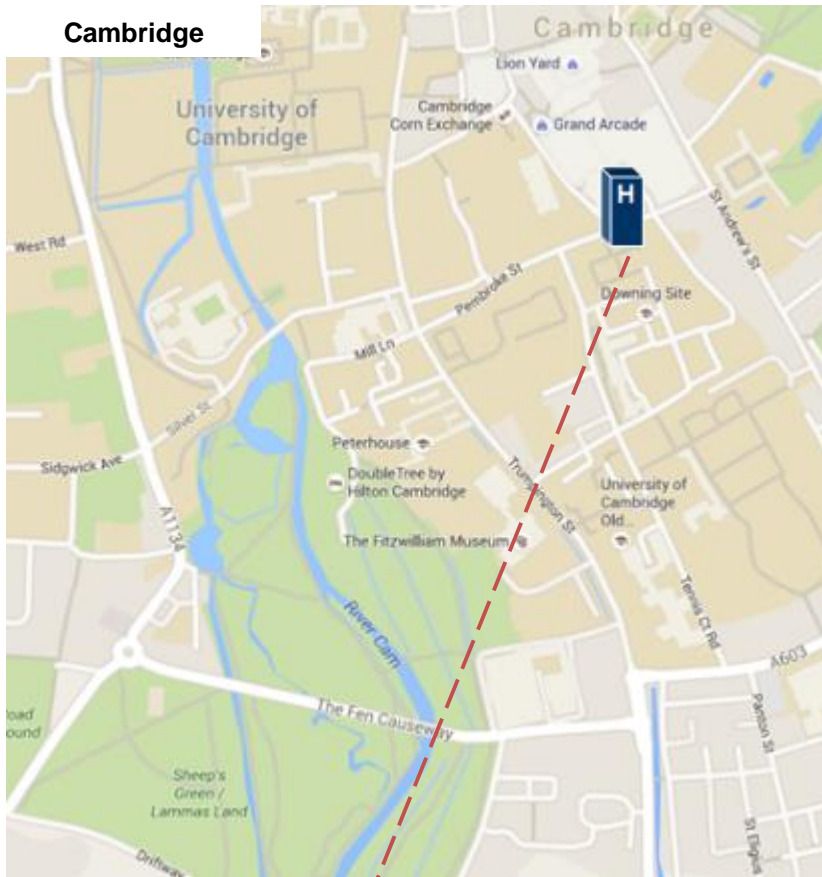 Cambridge
Cambridge
Lion Yard
University of
Cambridge
Cambridge
Corn Exchange
Grand Arcade
H
St Andrew's St
West Rd
Pembroke St
Downing Site
Mill Ln
Silver St
Peterhouse
Sidgwick Ave
DoubleTree by
Hilton Cambridge
Trumpington St
University of
Cambridge
Old...
A1134
The Fitzwilliam Museum
Tennis Ct Rd
River Cam
A603
The Fen Causeway
Panton St
Sheep's
Green /
Lammas Land
St Eligius
Driftway